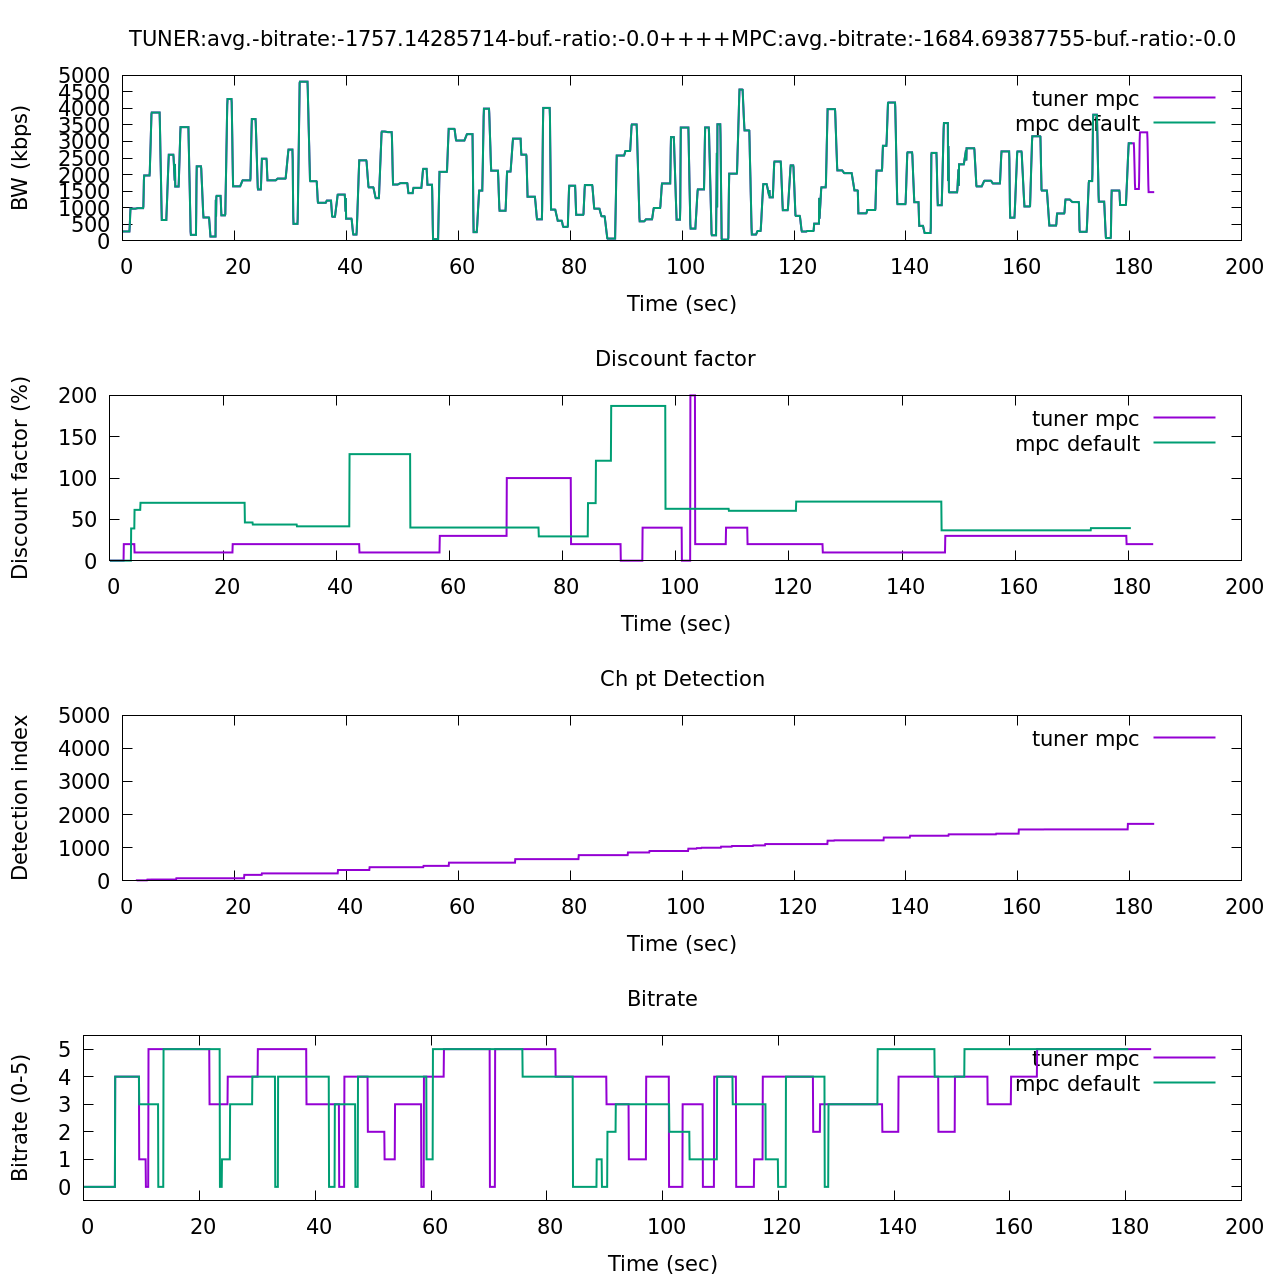 TUNER:avg.-bitrate:-1757.14285714-buf.-ratio:-0.0++++MPC:avg.-bitrate:-1684.69387755-buf.-ratio:-0.0
BW (kbps)
5000
4500
4000
3500
3000
2500
2000
1500
1000
500
0
tuner mpc
mpc default
0 20 40 60 80 100 120 140 160 180 200
Time (sec)
Discount factor
Discount factor (%)
200
150
100
50
0
tuner mpc
mpc default
0 20 40 60 80 100 120 140 160 180 200
Time (sec)
Ch pt Detection
Detection index
5000
4000
3000
2000
1000
0
tuner mpc
0 20 40 60 80 100 120 140 160 180 200
Time (sec)
Bitrate
Bitrate (0-5)
5
4
3
2
1
0
tuner mpc
mpc default
0 20 40 60 80 100 120 140 160 180 200
Time (sec)